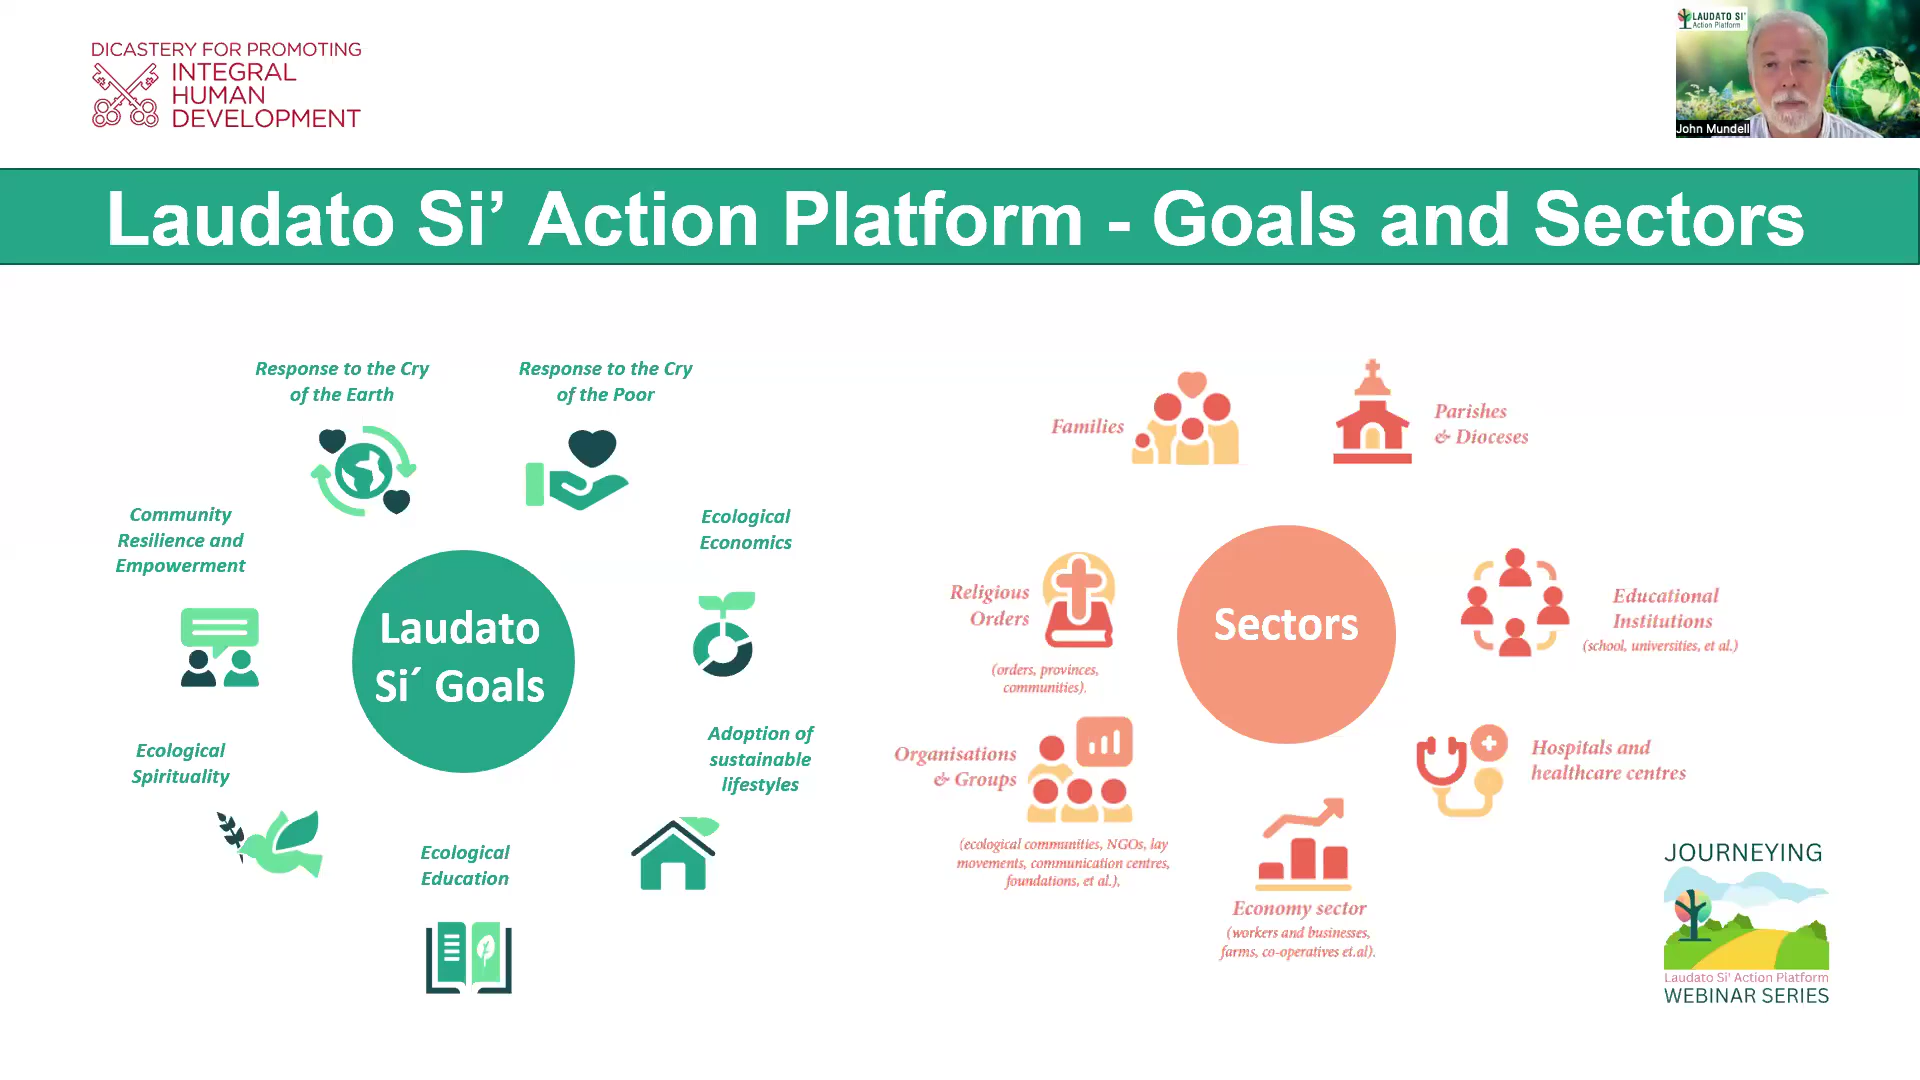 DICASTERY FOR PROMOTING
INTEGRAL
HUMAN
DEVELOPMENT
LAUDATO SI'
Action Platform
John Mundell
Laudato Si’ Action Platform - Goals and Sectors
Response to the Cry
of the Earth
Response to the Cry
of the Poor
Community
Resilience and
Empowerment
Ecological
Economics
Laudato
Si´ Goals
Ecological
Spirituality
Adoption of
sustainable
lifestyles
Ecological
Education
Families
Parishes
& Dioceses
Religious
Orders
(orders, provinces,
communities).
Sectors
Educational
Institutions
(school, universities, et al.)
Organisations
& Groups
(ecological communities, NGOs, lay
movements, communication centres,
foundations, et al.),
Hospitals and
healthcare centres
Economy sector
(workers and businesses,
farms, co-operatives et.al).
JOURNEYING
Laudato Si' Action Platform
WEBINAR SERIES